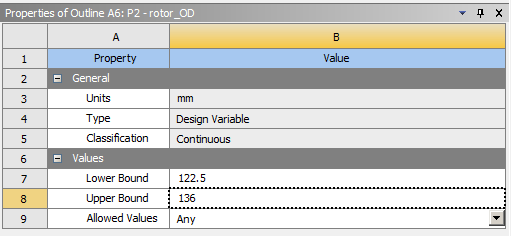 Properties of Outline A6: P2 - rotor_OD
A B
1 Property Value
2 General
3 Units mm
4 Type Design Variable
5 Classification Continuous
6 Values
7 Lower Bound 122.5
8 Upper Bound 136
9 Allowed Values Any